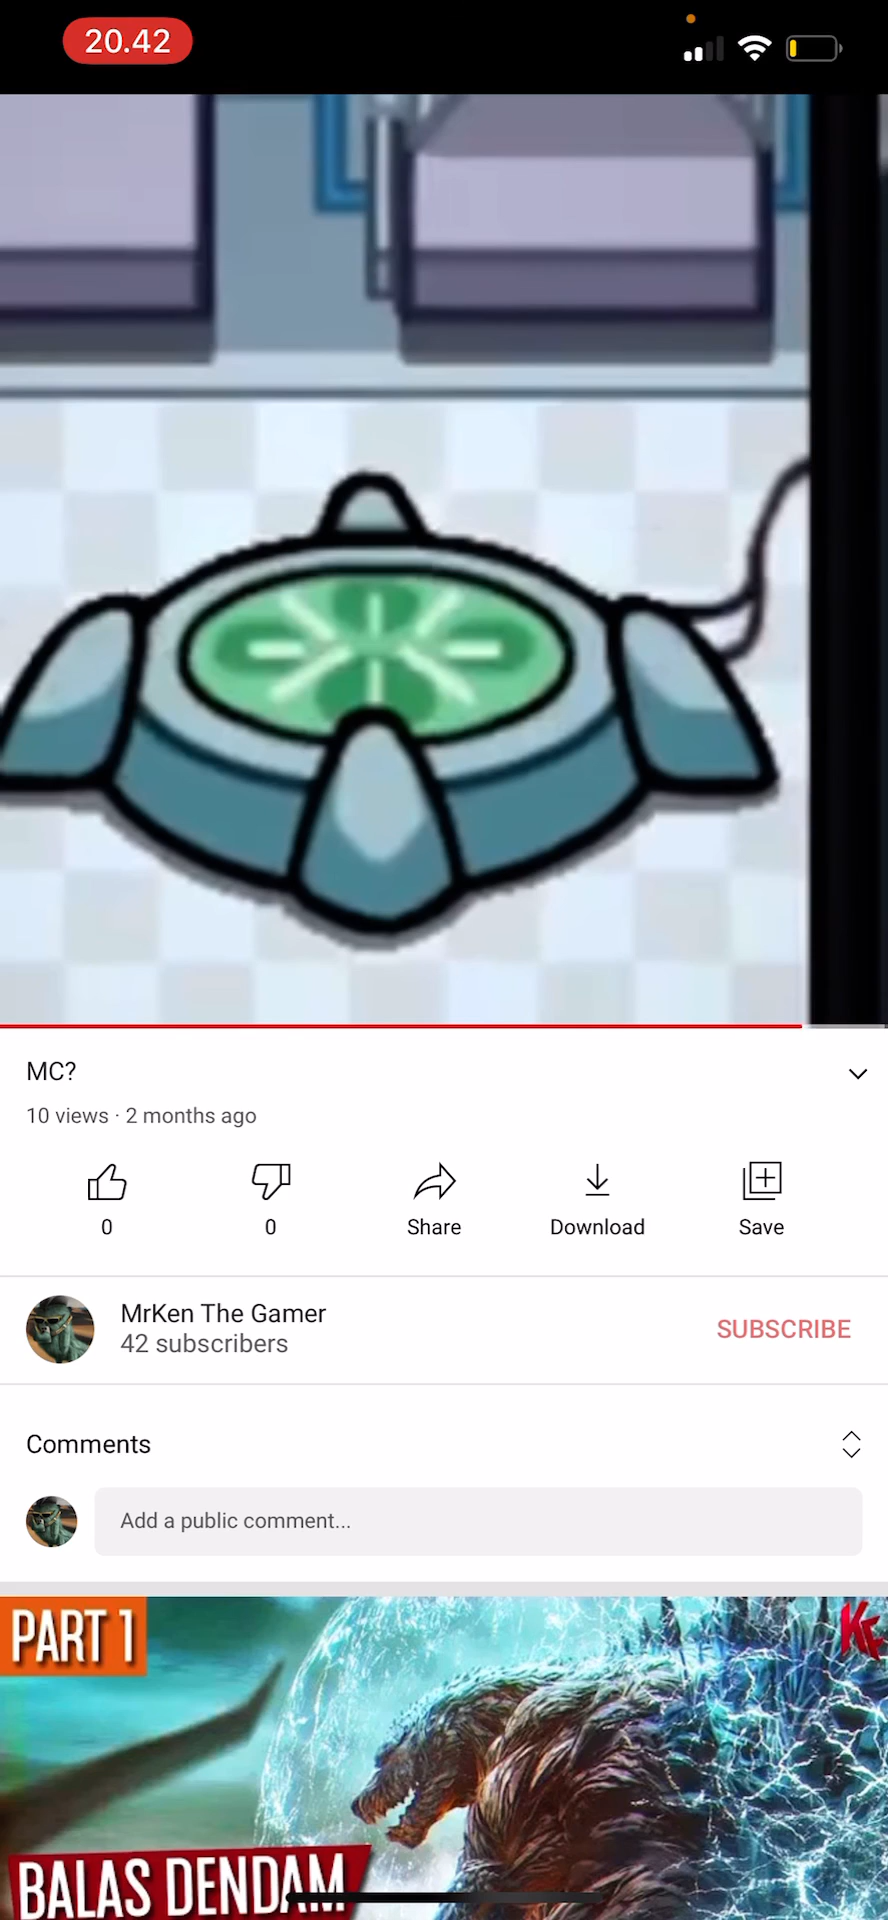 20.42
MC?
10 views · 2 months ago
0
0
Share
Download
Save
MrKen The Gamer
42 subscribers
SUBSCRIBE
Comments
Add a public comment...
PART 1
KF
BALAS DENDAM